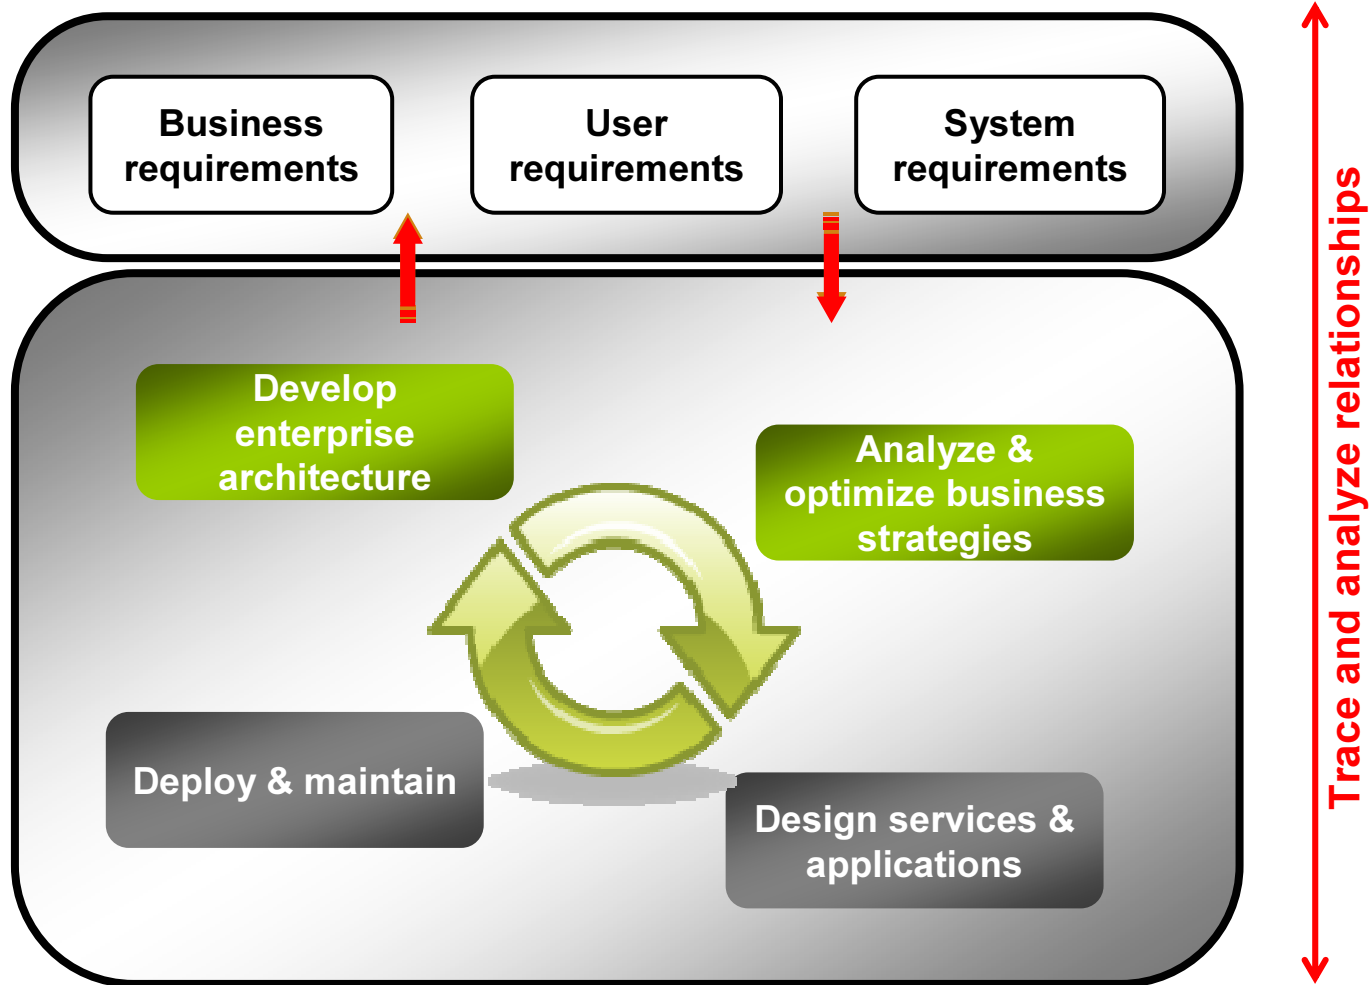 Business
requirements
User
requirements
System
requirements
Develop
enterprise
architecture
Analyze &
optimize business
strategies
Deploy & maintain
Design services &
applications
Trace and analyze relationships